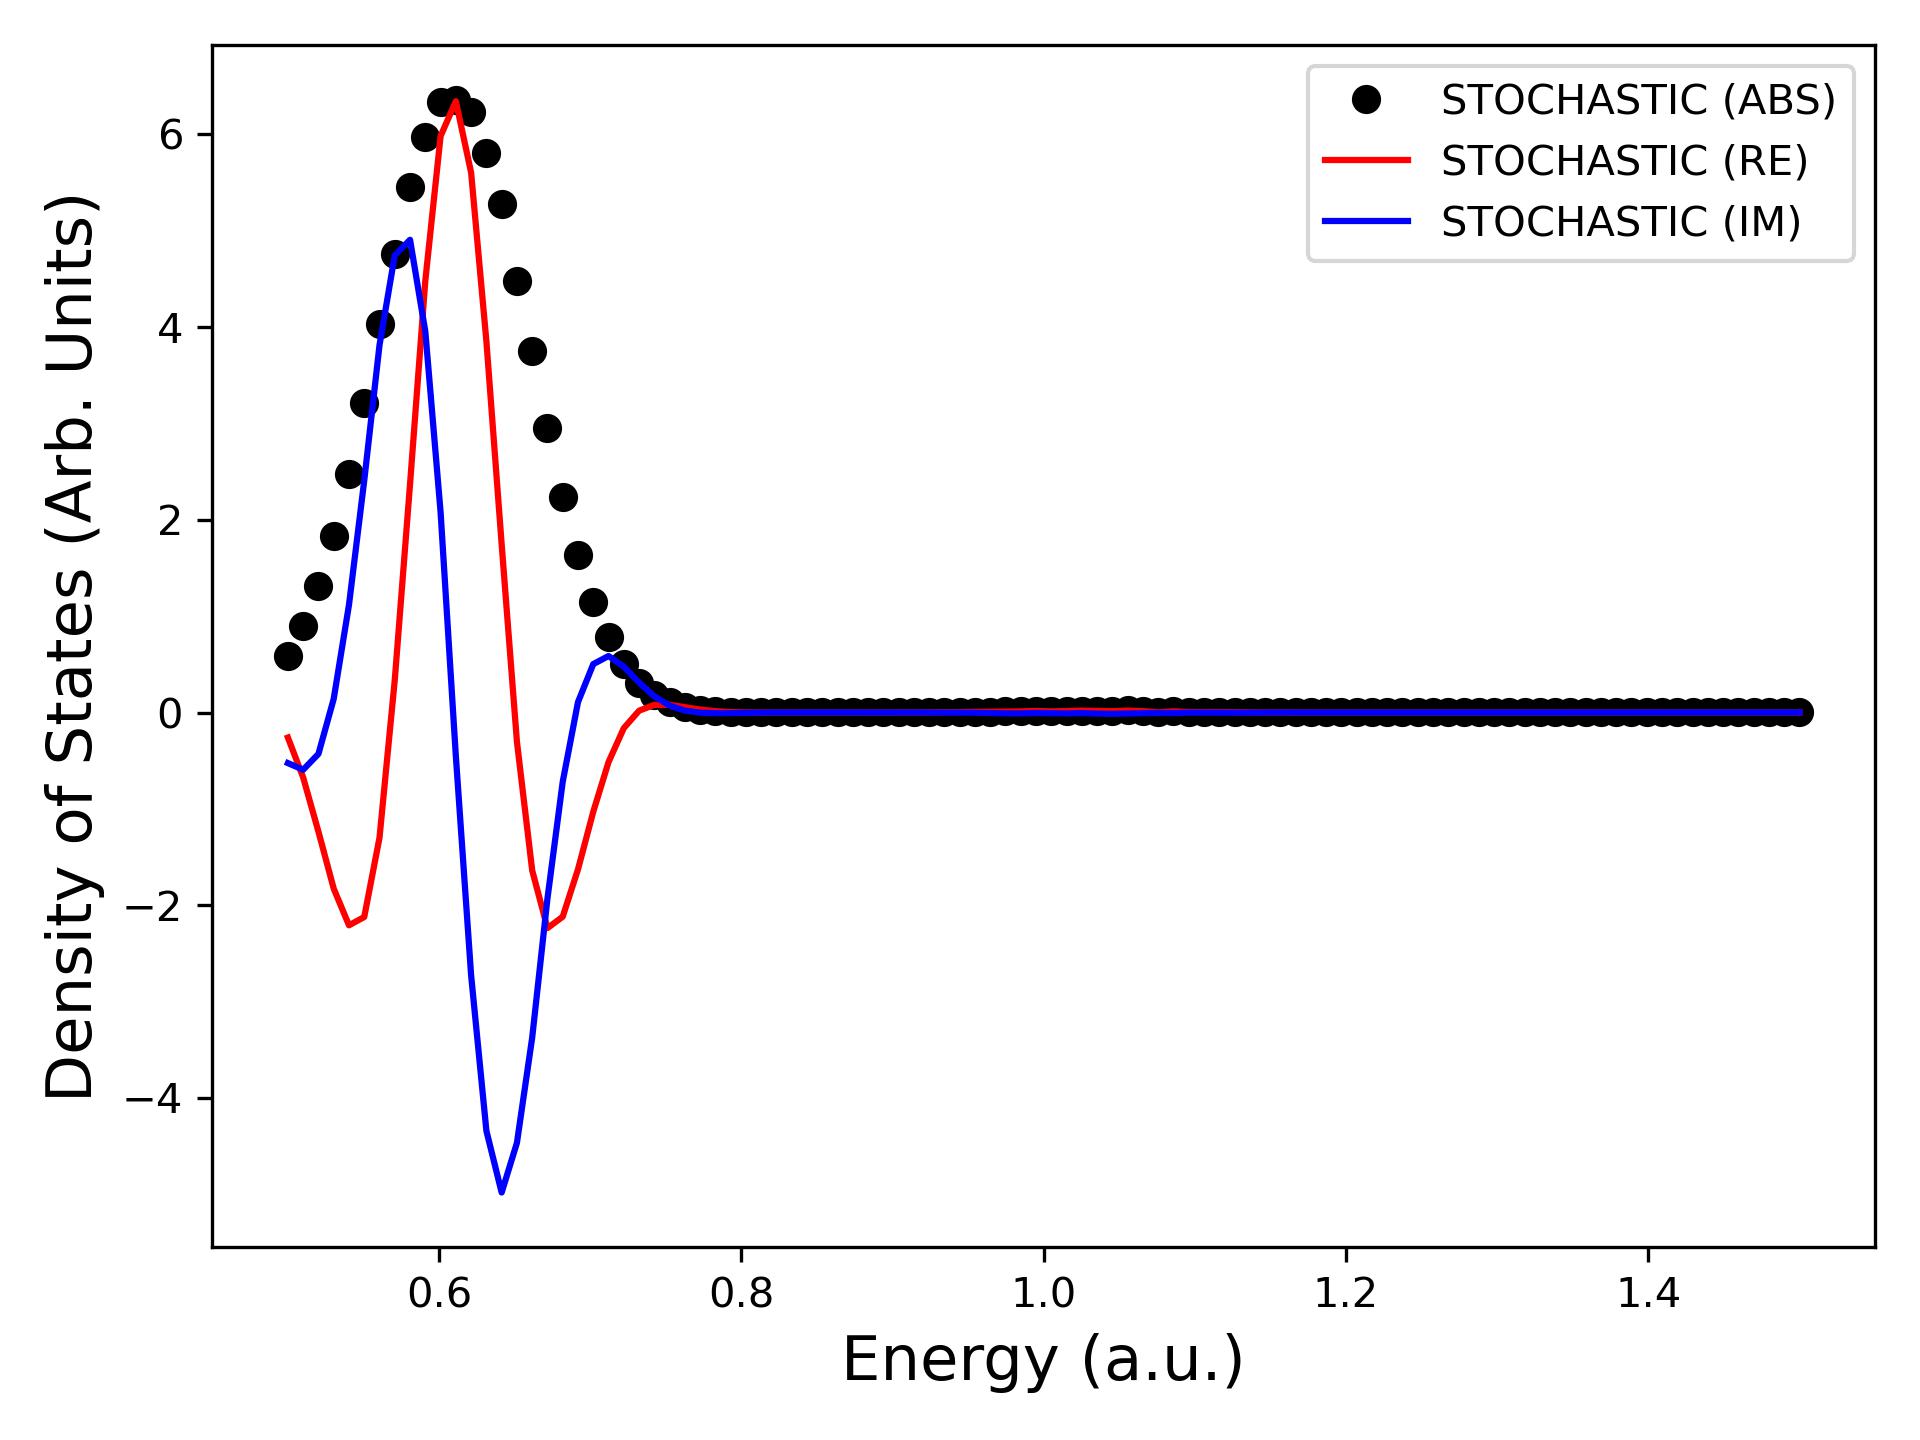 STOCHASTIC (ABS)
STOCHASTIC (RE)
STOCHASTIC (IM)
Density of States (Arb. Units)
6
4
2
0
−2
−4
0.6 0.8 1.0 1.2 1.4
Energy (a.u.)